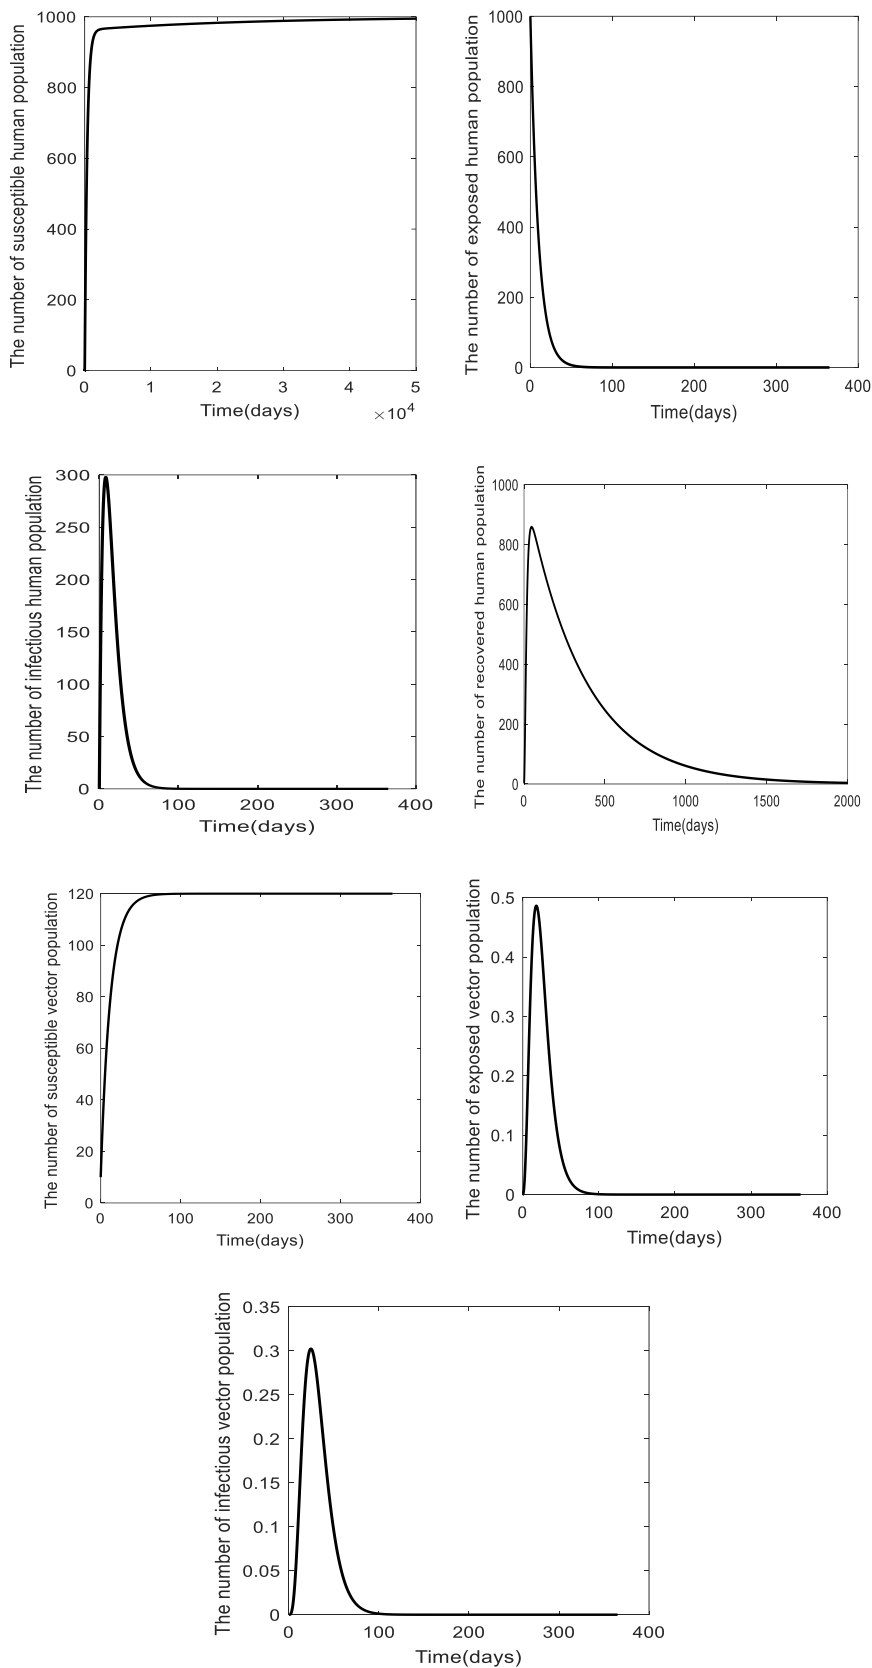 The number of susceptible human population
1000
800
600
400
200
0
0 1 2 3 4 5
Time(days)
×10^4
The number of exposed human population
1000
800
600
400
200
0
0 100 200 300 400
Time(days)
The number of infectious human population
300
250
200
150
100
50
0
0 100 200 300 400
Time(days)
The number of recovered human population
1000
800
600
400
200
0
0 500 1000 1500 2000
Time(days)
The number of susceptible vector population
120
100
80
60
40
20
0
0 100 200 300 400
Time(days)
The number of exposed vector population
0.5
0.4
0.3
0.2
0.1
0
0 100 200 300 400
Time(days)
The number of infectious vector population
0.35
0.3
0.25
0.2
0.15
0.1
0.05
0
0 100 200 300 400
Time(days)